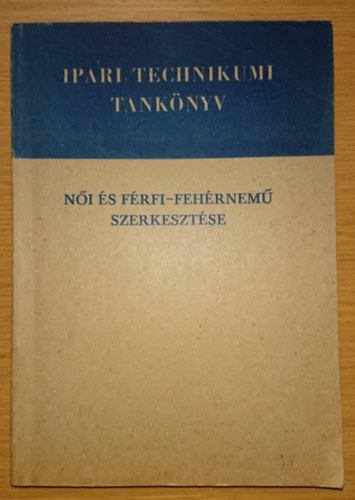 IPARI TECHNIKUMI
TANKÖNYV
NŐI ÉS FÉRFI-FEHÉRNEMŰ
SZERKESZTÉSE